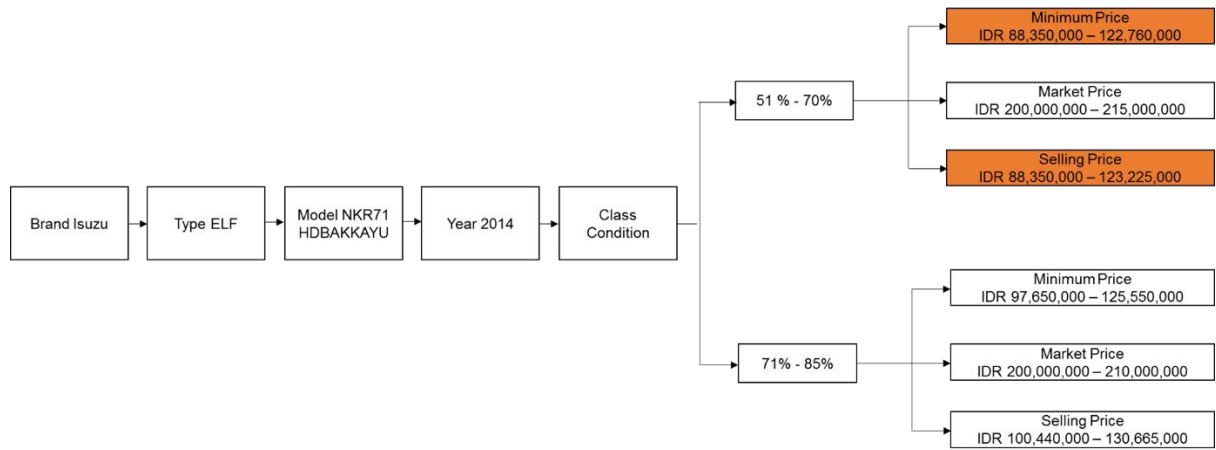 Minimum Price
IDR 88,350,000 – 122,760,000
51 % - 70%
Market Price
IDR 200,000,000 – 215,000,000
Selling Price
IDR 88,350,000 – 123,225,000
Brand Isuzu
Type ELF
Model NKR71
HDBAKKAYU
Year 2014
Class
Condition
Minimum Price
IDR 97,650,000 – 125,550,000
71% - 85%
Market Price
IDR 200,000,000 – 210,000,000
Selling Price
IDR 100,440,000 – 130,665,000